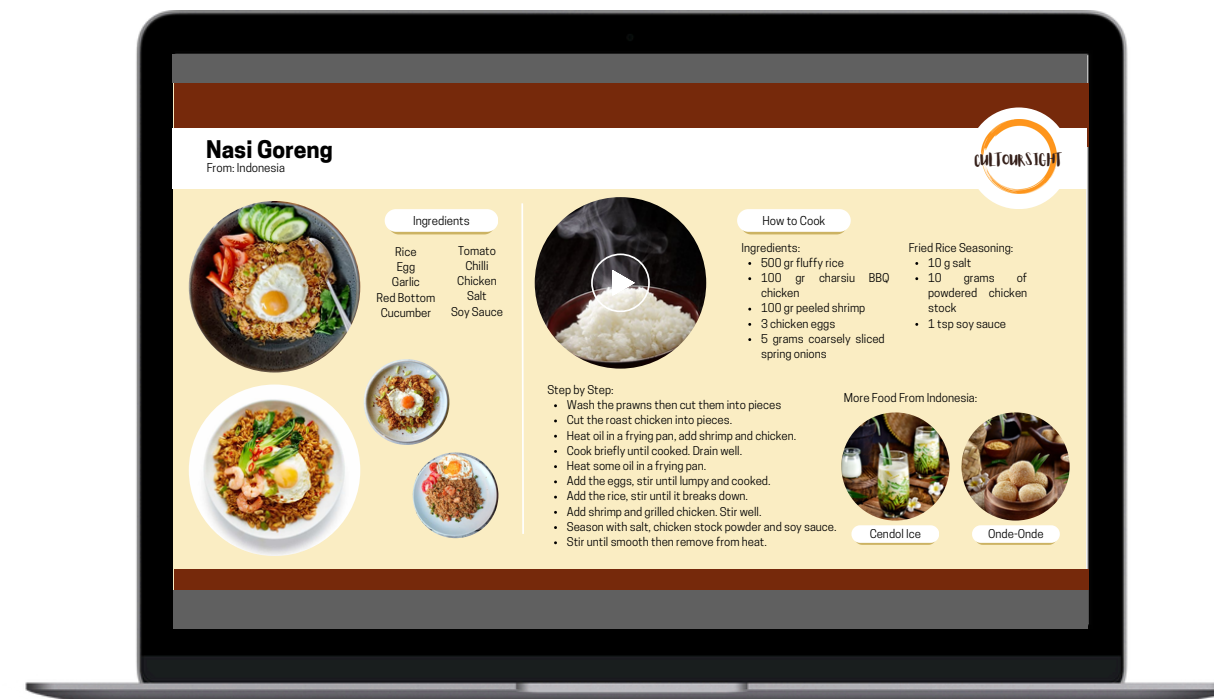 Nasi Goreng
From: Indonesia
CULTOURSIGHT
Ingredients
Rice
Egg
Garlic
Red Bottom
Cucumber
Tomato
Chilli
Chicken
Salt
Soy Sauce
How to Cook
Ingredients:
• 500 gr fluffy rice
• 100 gr charsiu BBQ
chicken
• 100 gr peeled shrimp
• 3 chicken eggs
• 5 grams coarsely sliced
spring onions
Fried Rice Seasoning:
• 10 g salt
• 10 grams of
powdered chicken
stock
• 1 tsp soy sauce
Step by Step:
• Wash the prawns then cut them into pieces
• Cut the roast chicken into pieces.
• Heat oil in a frying pan, add shrimp and chicken.
• Cook briefly until cooked. Drain well.
• Heat some oil in a frying pan.
• Add the eggs, stir until lumpy and cooked.
• Add the rice, stir until it breaks down.
• Add shrimp and grilled chicken. Stir well.
• Season with salt, chicken stock powder and soy sauce.
• Stir until smooth then remove from heat.
More Food From Indonesia:
Cendol Ice
Onde-Onde